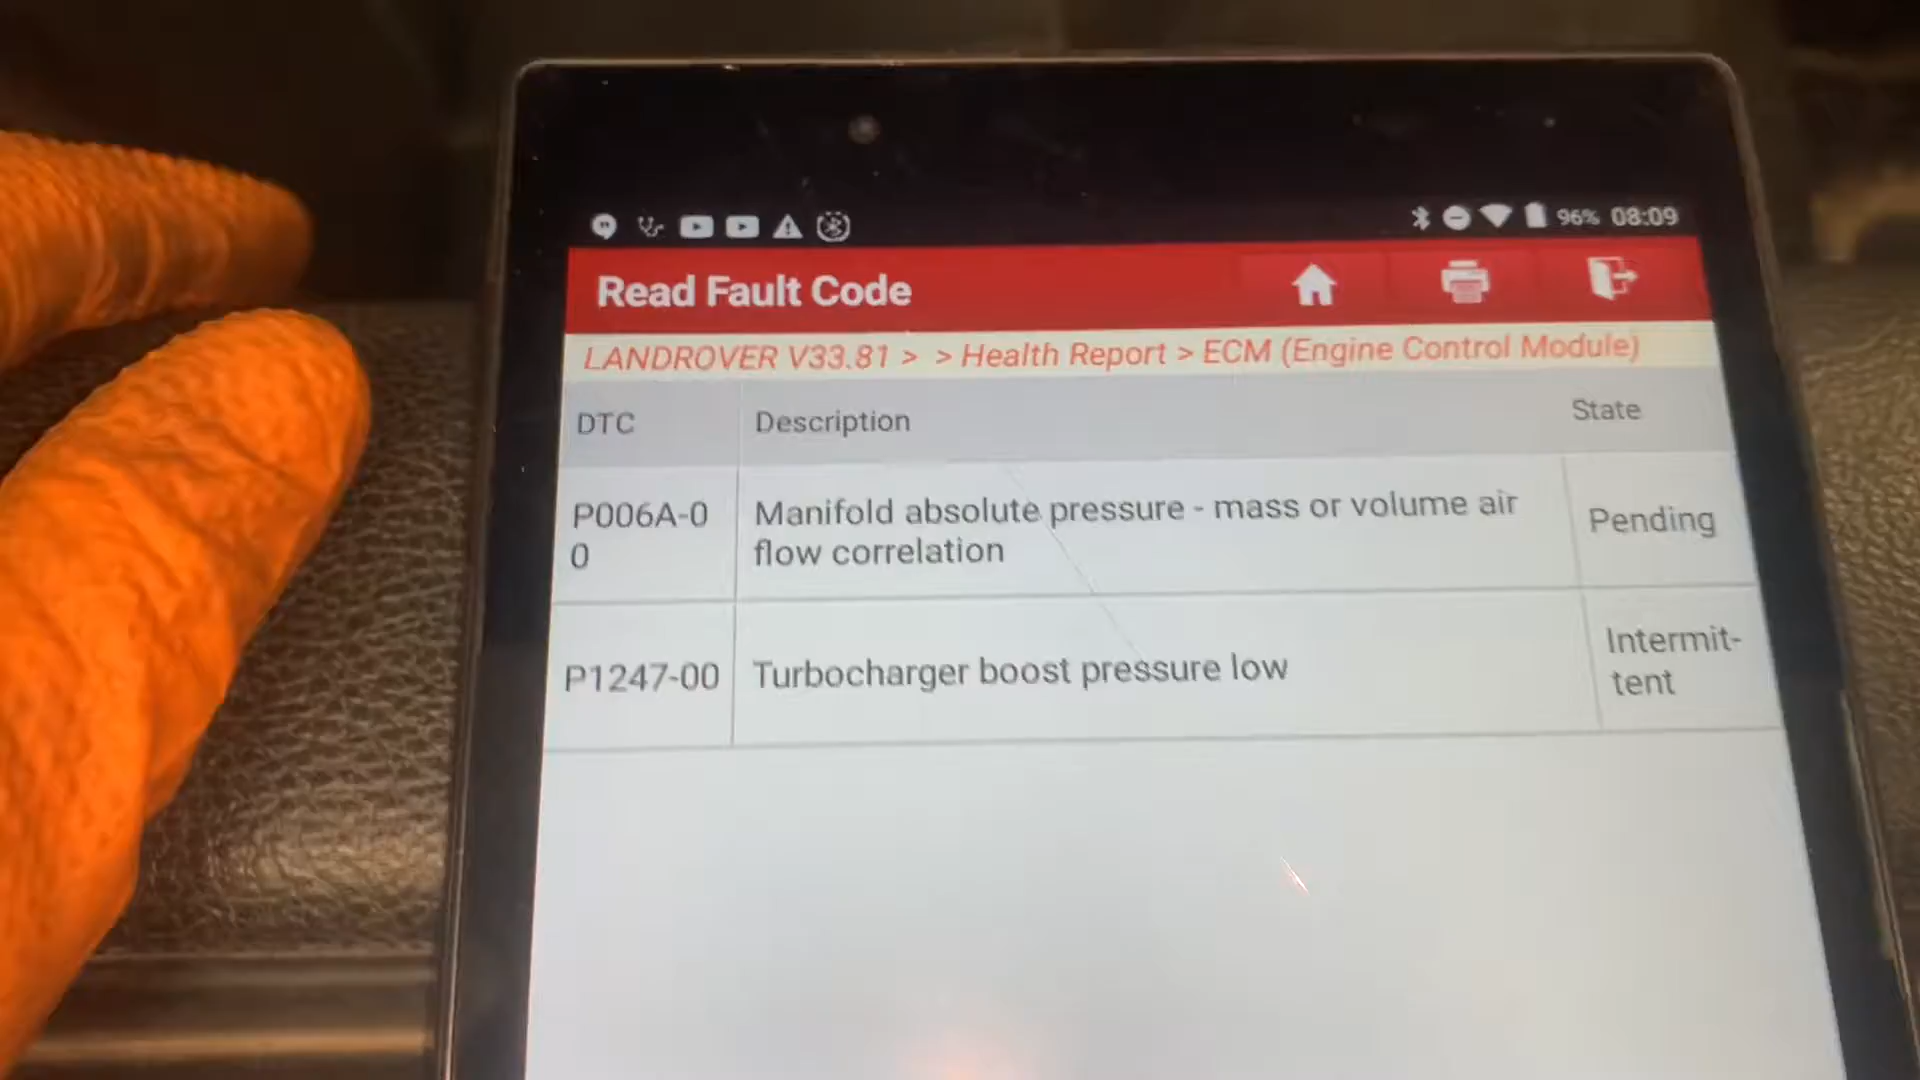 96% 08:09
Read Fault Code
LANDROVER V33.81 > > Health Report > ECM (Engine Control Module)
DTC Description State
P006A-0
0
Manifold absolute pressure - mass or volume air
flow correlation
Pending
P1247-00 Turbocharger boost pressure low
Intermit-
tent